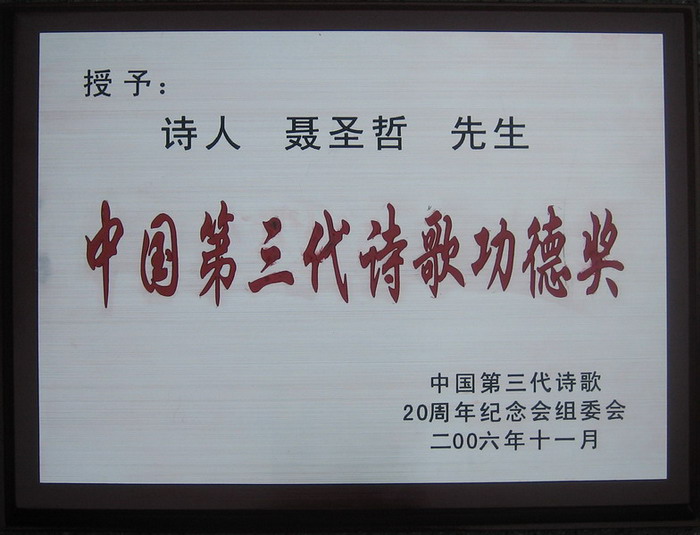 授予：
诗人 聂圣哲 先生
中国第三代诗歌功德奖
中国第三代诗歌
20周年纪念会组委会
二00六年十一月